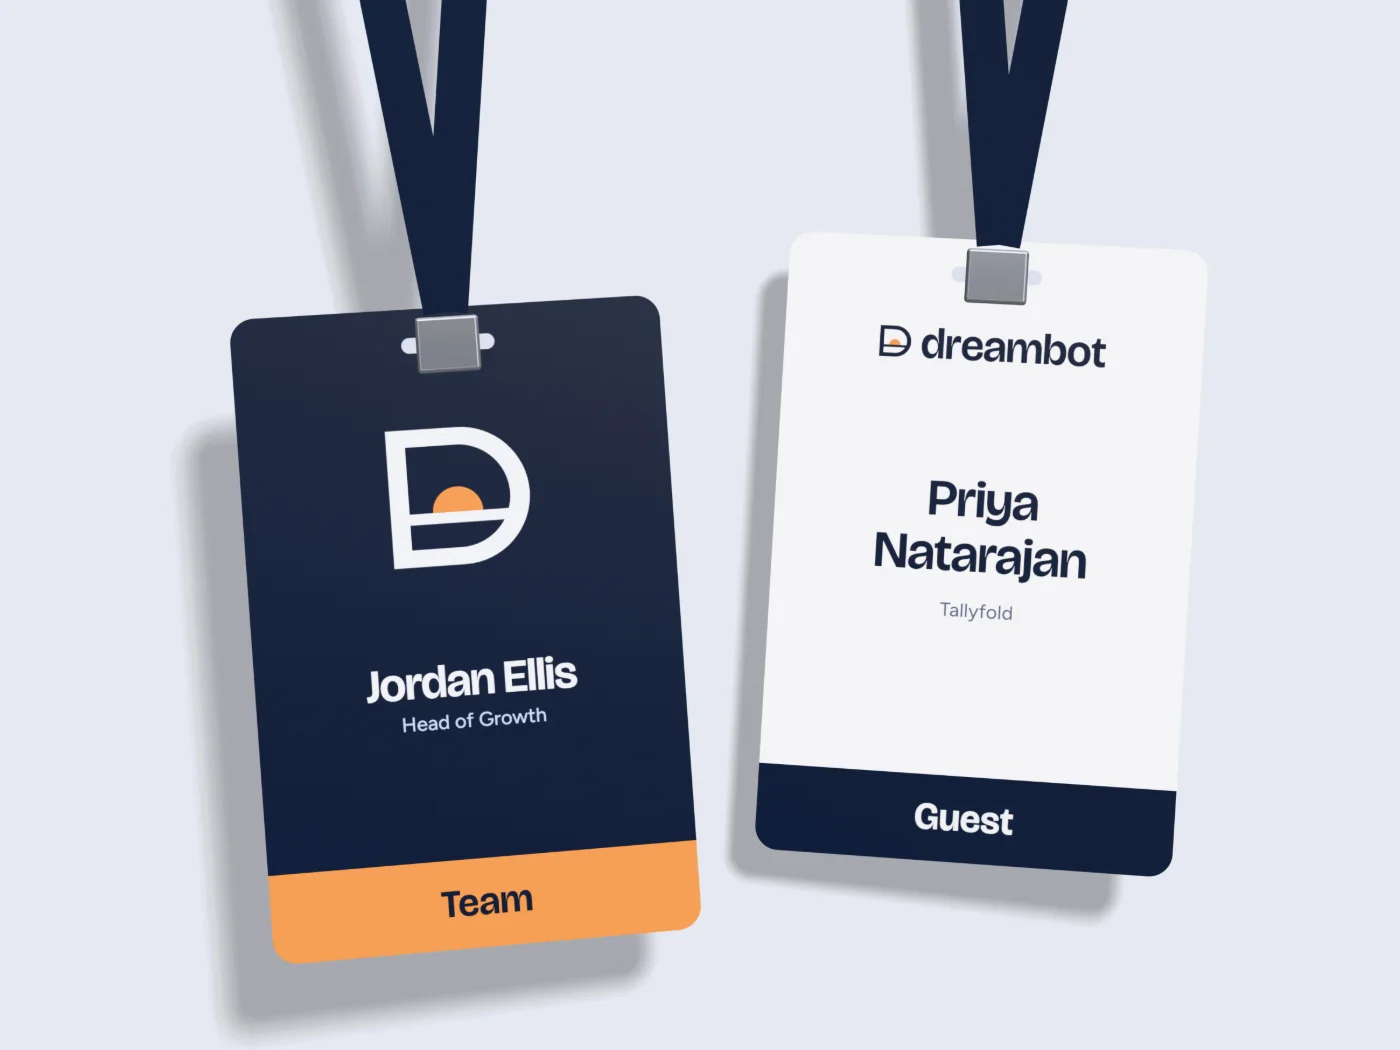 Jordan Ellis
Head of Growth
Team
dreambot
Priya
Natarajan
Tallyfold
Guest